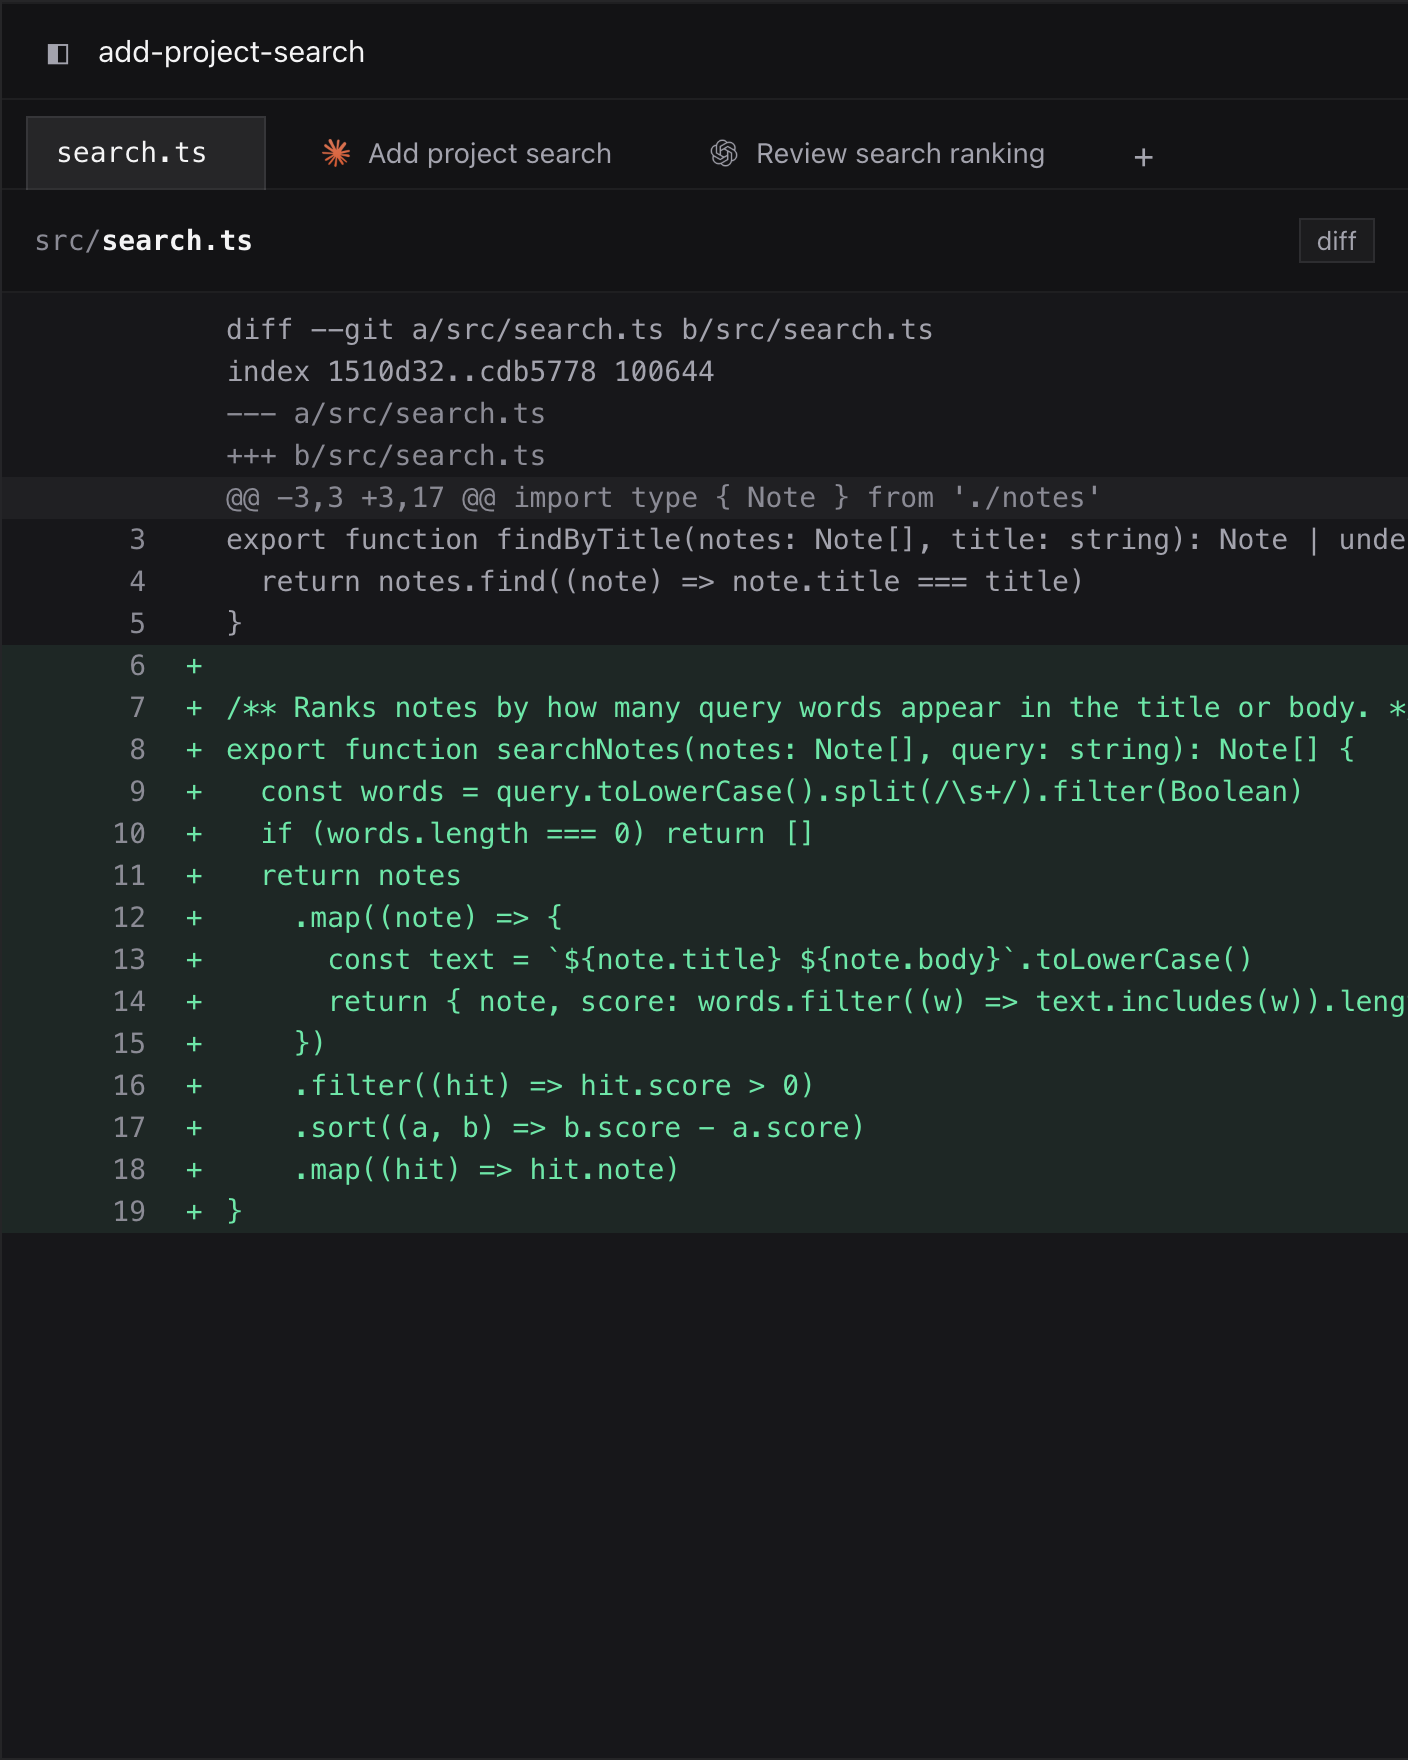 add-project-search
search.ts
Add project search
Review search ranking
+
src/search.ts
diff
diff --git a/src/search.ts b/src/search.ts
index 1510d32..cdb5778 100644
--- a/src/search.ts
+++ b/src/search.ts
@@ -3,3 +3,17 @@ import type { Note } from './notes'
3 export function findByTitle(notes: Note[], title: string): Note | unde
4   return notes.find((note) => note.title === title)
5 }
6 +
7 + /** Ranks notes by how many query words appear in the title or body. *
8 + export function searchNotes(notes: Note[], query: string): Note[] {
9 +   const words = query.toLowerCase().split(/\s+/).filter(Boolean)
10 +   if (words.length === 0) return []
11 +   return notes
12 +     .map((note) => {
13 +       const text = `${note.title} ${note.body}`.toLowerCase()
14 +       return { note, score: words.filter((w) => text.includes(w)).leng
15 +     })
16 +     .filter((hit) => hit.score > 0)
17 +     .sort((a, b) => b.score - a.score)
18 +     .map((hit) => hit.note)
19 + }